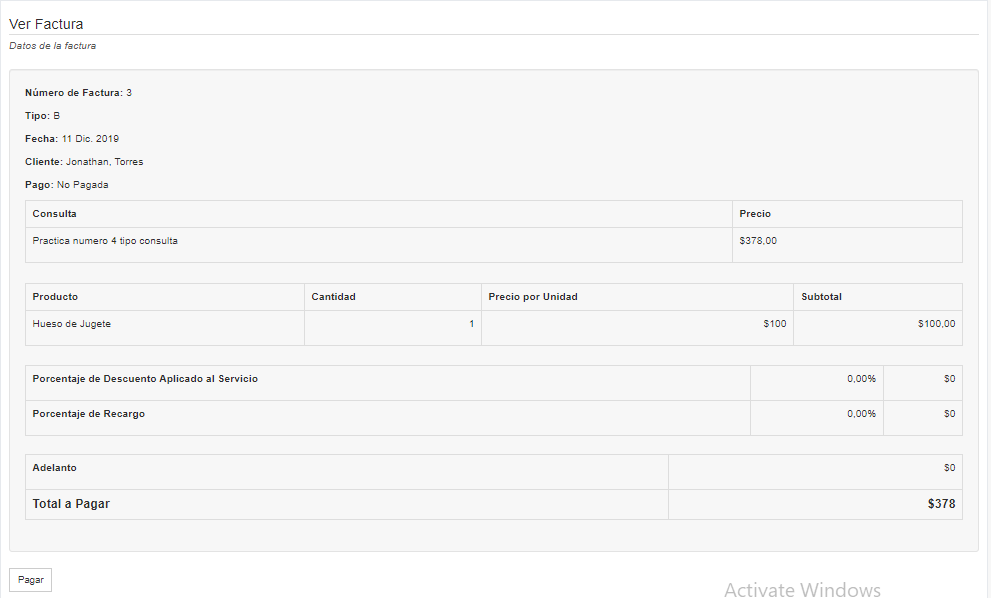 Ver Factura
Datos de la factura
Número de Factura: 3
Tipo: B
Fecha: 11 Dic. 2019
Cliente: Jonathan, Torres
Pago: No Pagada
Consulta Precio
Practica numero 4 tipo consulta $378,00
Producto Cantidad Precio por Unidad Subtotal
Hueso de Jugete 1 $100 $100,00
Porcentaje de Descuento Aplicado al Servicio 0,00% $0
Porcentaje de Recargo 0,00% $0
Adelanto $0
Total a Pagar $378
Pagar
Activate Windows